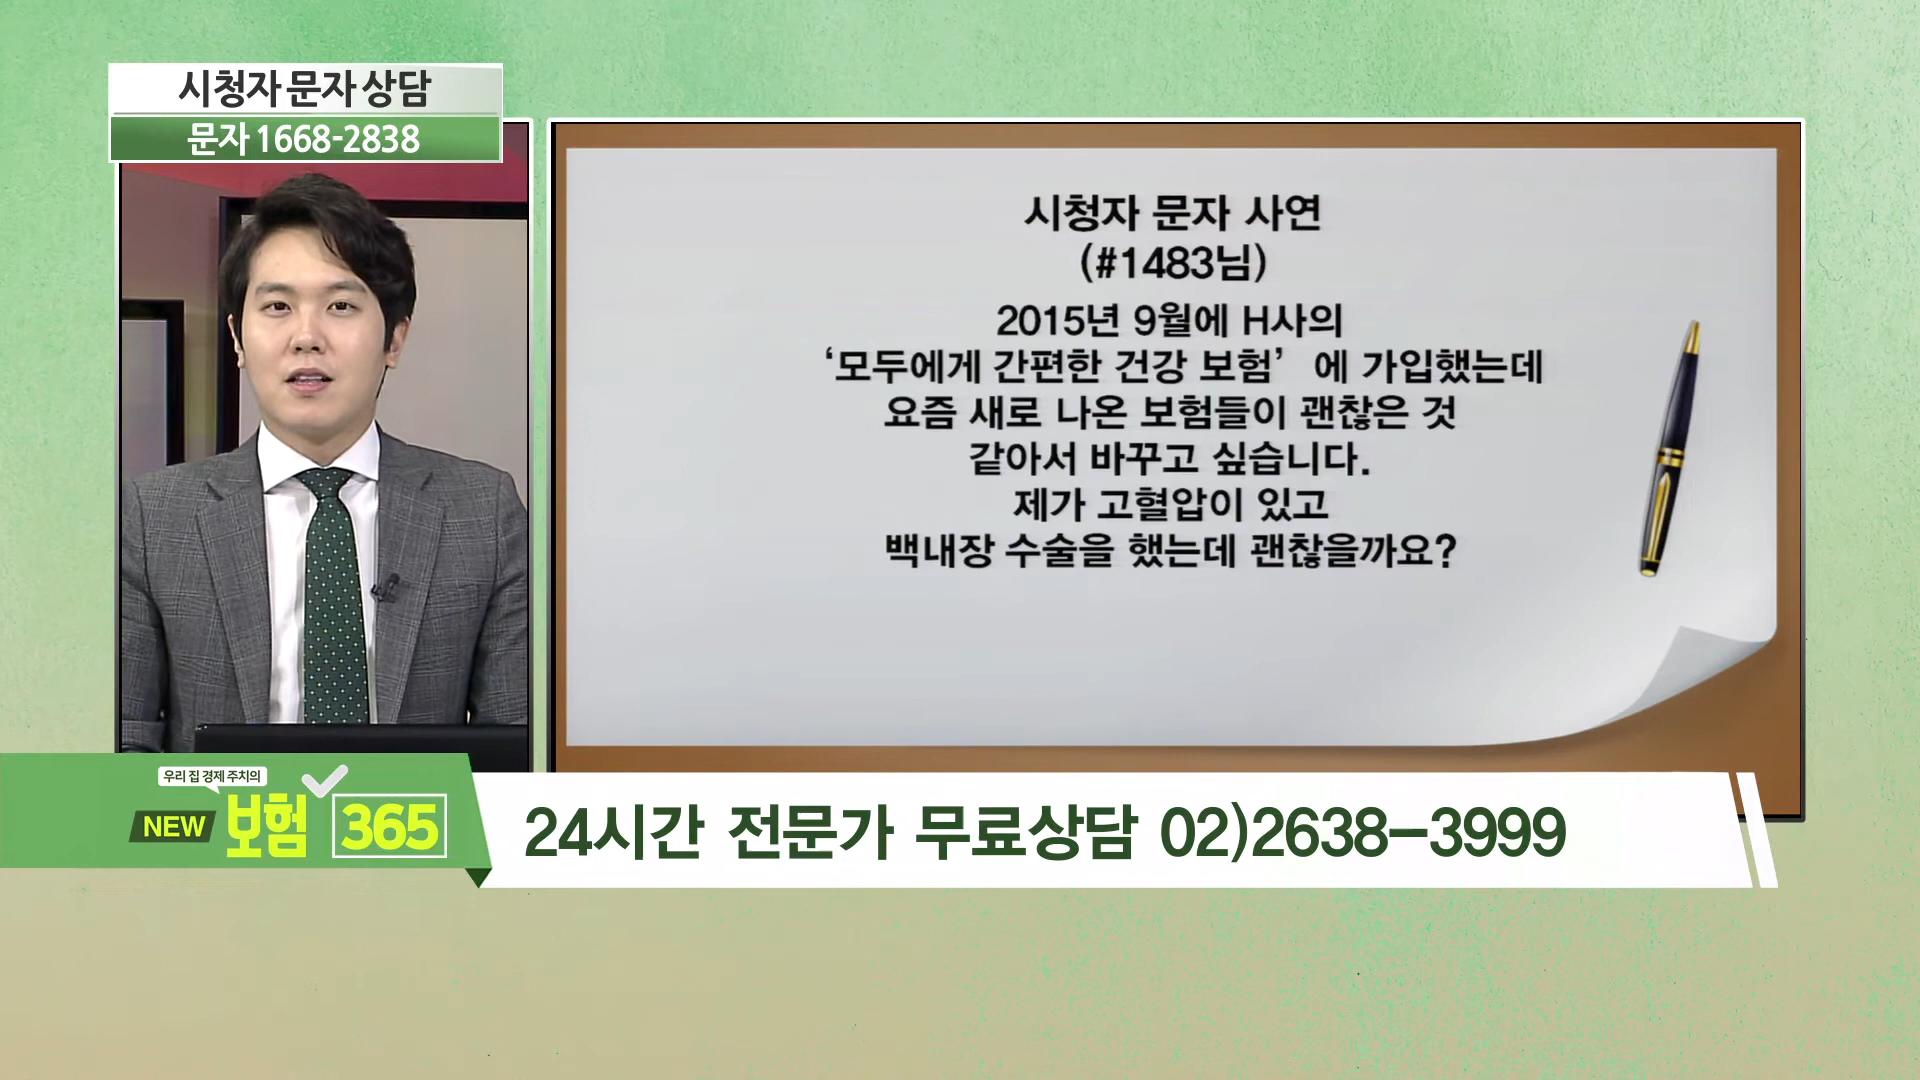 시청자 문자 상담
문자 1668-2838
시청자 문자 사연
(#1483님)
2015년 9월에 H사의
‘모두에게 간편한 건강 보험’ 에 가입했는데
요즘 새로 나온 보험들이 괜찮은 것
같아서 바꾸고 싶습니다.
제가 고혈압이 있고
백내장 수술을 했는데 괜찮을까요?
우리 집 경제 주치의
NEW 보험 365
24시간 전문가 무료상담 02)2638-3999